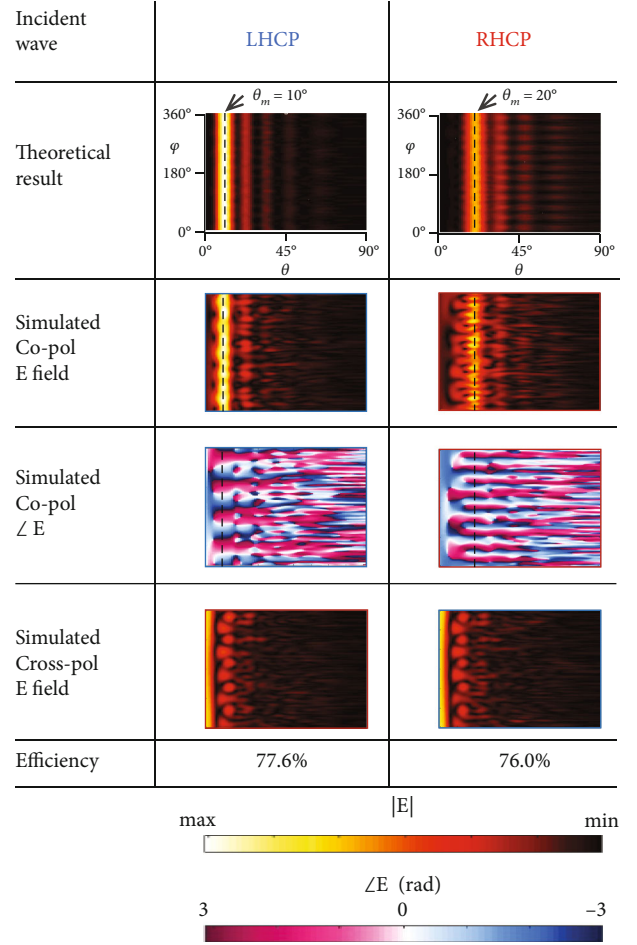 Incident
wave
LHCP
RHCP
Theoretical
result
θm = 10°
360°
φ
180°
0°
0°
45°
90°
θ
θm = 20°
360°
φ
180°
0°
0°
45°
90°
θ
Simulated
Co-pol
E field
Simulated
Co-pol
∠ E
Simulated
Cross-pol
E field
Efficiency
77.6%
76.0%
|E|
max
min
∠E (rad)
3
0
–3